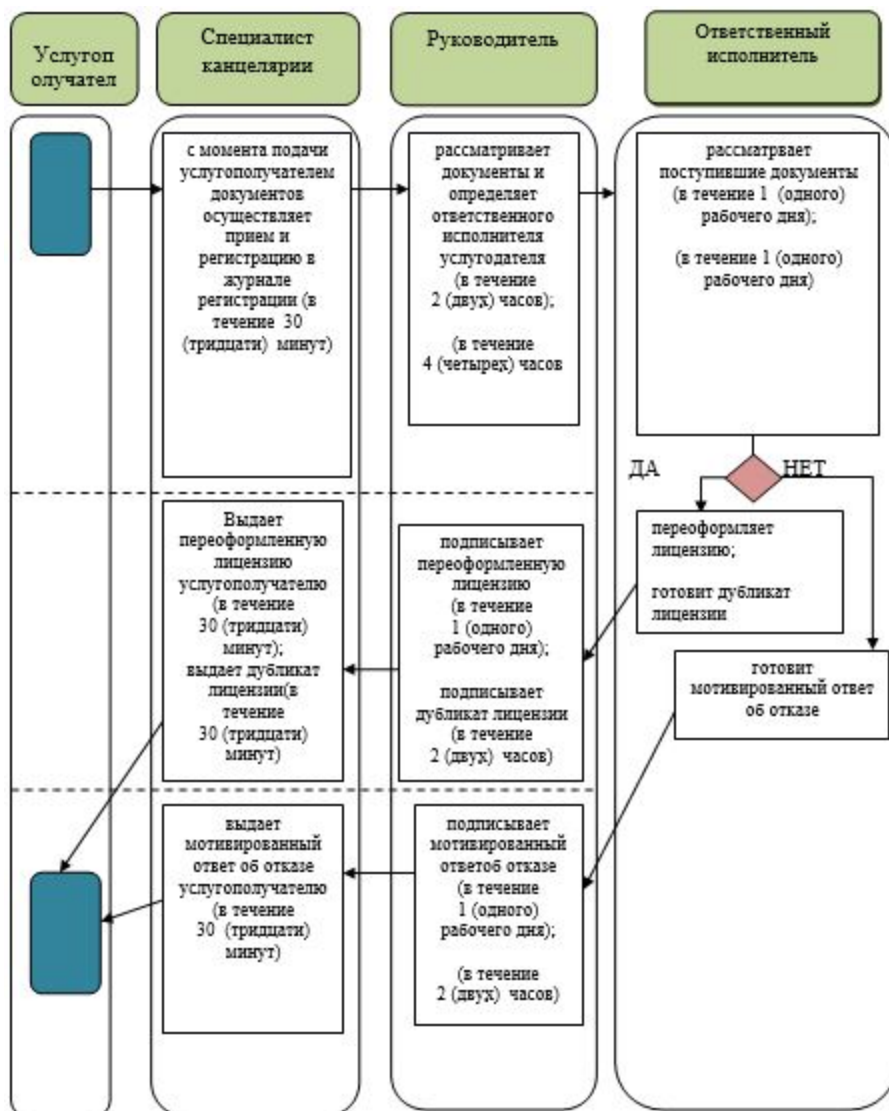 Услугоп
олучател
Специалист
канцелярии
Руководитель
Ответственный
исполнитель
с момента подачи
услугополучателем
документов
осуществляет
прием и
регистрацию в
журнале
регистрации (в
течение 30
(тридцати) минут)
рассматривает
документы и
определяет
ответственного
исполнителя
услугодателя
(в течение
2 (двух) часов);
(в течение
4 (четырех) часов
рассматрвает
поступившие документы
(в течение 1 (одного)
рабочего дня);
(в течение 1 (одного)
рабочего дня)
ДА
НЕТ
Выдает
переоформленную
лицензию
услугополучателю
(в течение
30 (тридцати)
минут);
выдает дубликат
лицензии(в
течение
30 (тридцати)
минут)
подписывает
переоформленную
лицензию
(в течение
1 (одного)
рабочего дня);
подписывает
дубликат лицензии
(в течение
2 (двух) часов)
переоформляет
лицензию;
готовит дубликат
лицензии
готовит
мотивированный ответ
об отказе
выдает
мотивированный
ответ об отказе
услугополучателю
(в течение
30 (тридцати)
минут)
подписывает
мотивированный
ответоб отказе
(в течение
1 (одного)
рабочего дня);
(в течение
2 (двух) часов)